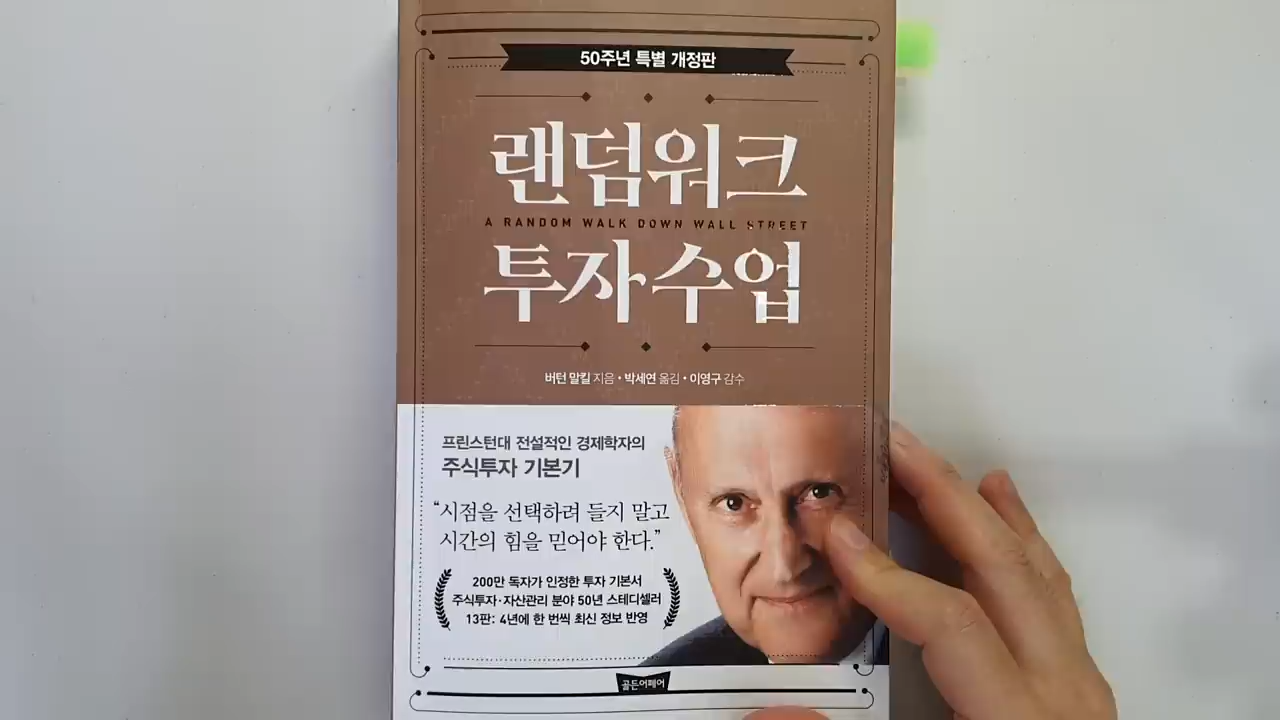 50주년 특별 개정판
랜덤워크
A RANDOM WALK DOWN WALL STREET
투자수업
버턴 말킬 지음 • 박세연 옮김 • 이영구 감수
프린스턴대 전설적인 경제학자의
주식투자 기본기
“시점을 선택하려 들지 말고
시간의 힘을 믿어야 한다.”
200만 독자가 인정한 투자 기본서
주식투자·자산관리 분야 50년 스테디셀러
13판: 4년에 한 번씩 최신 정보 반영
골든어페어